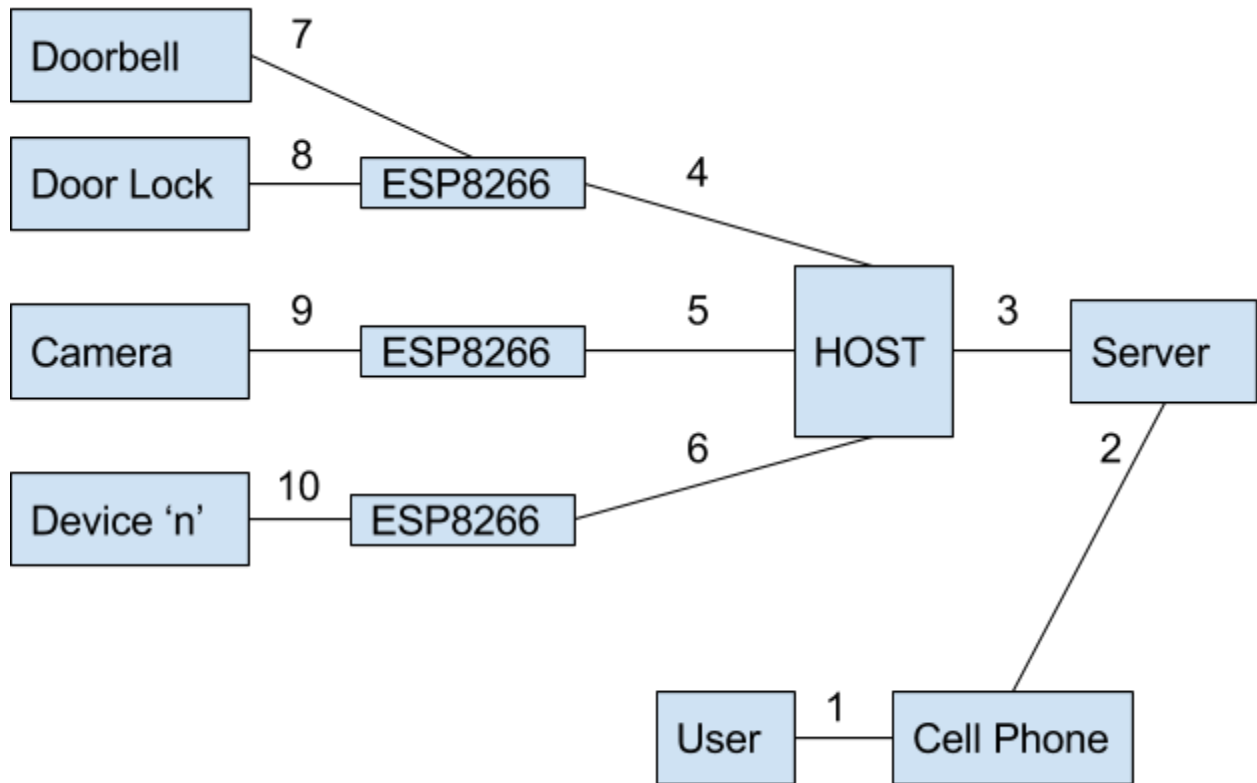 Doorbell
7
Door Lock
8
ESP8266
4
Camera
9
ESP8266
5
HOST
3
Server
Device ‘n’
10
ESP8266
6
2
User
1
Cell Phone